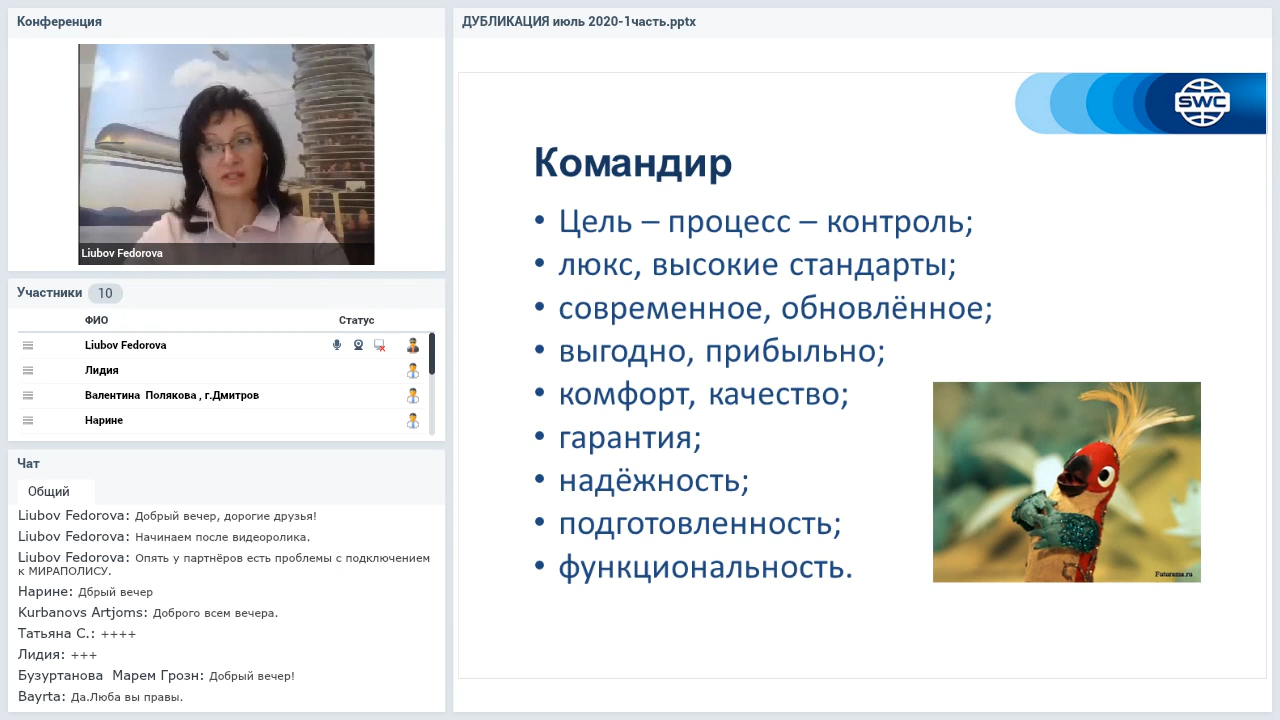 Конференция
Liubov Fedorova
Участники 10
ФИО Статус
Liubov Fedorova
Лидия
Валентина Полякова , г.Дмитров
Нарине
Чат
Общий
Liubov Fedorova: Добрый вечер, дорогие друзья!
Liubov Fedorova: Начинаем после видеоролика.
Liubov Fedorova: Опять у партнёров есть проблемы с подключением
к МИРАПОЛИСУ.
Нарине: Дбрый вечер
Kurbanovs Artjoms: Доброго всем вечера.
Татьяна С.: ++++
Лидия: +++
Бузуртанова Марем Грозн: Добрый вечер!
Bayrta: Да.Люба вы правы.
ДУБЛИКАЦИЯ июль 2020-1часть.pptx
SWC
Командир
• Цель – процесс – контроль;
• люкс, высокие стандарты;
• современное, обновлённое;
• выгодно, прибыльно;
• комфорт, качество;
• гарантия;
• надёжность;
• подготовленность;
• функциональность.
Futurama.ru